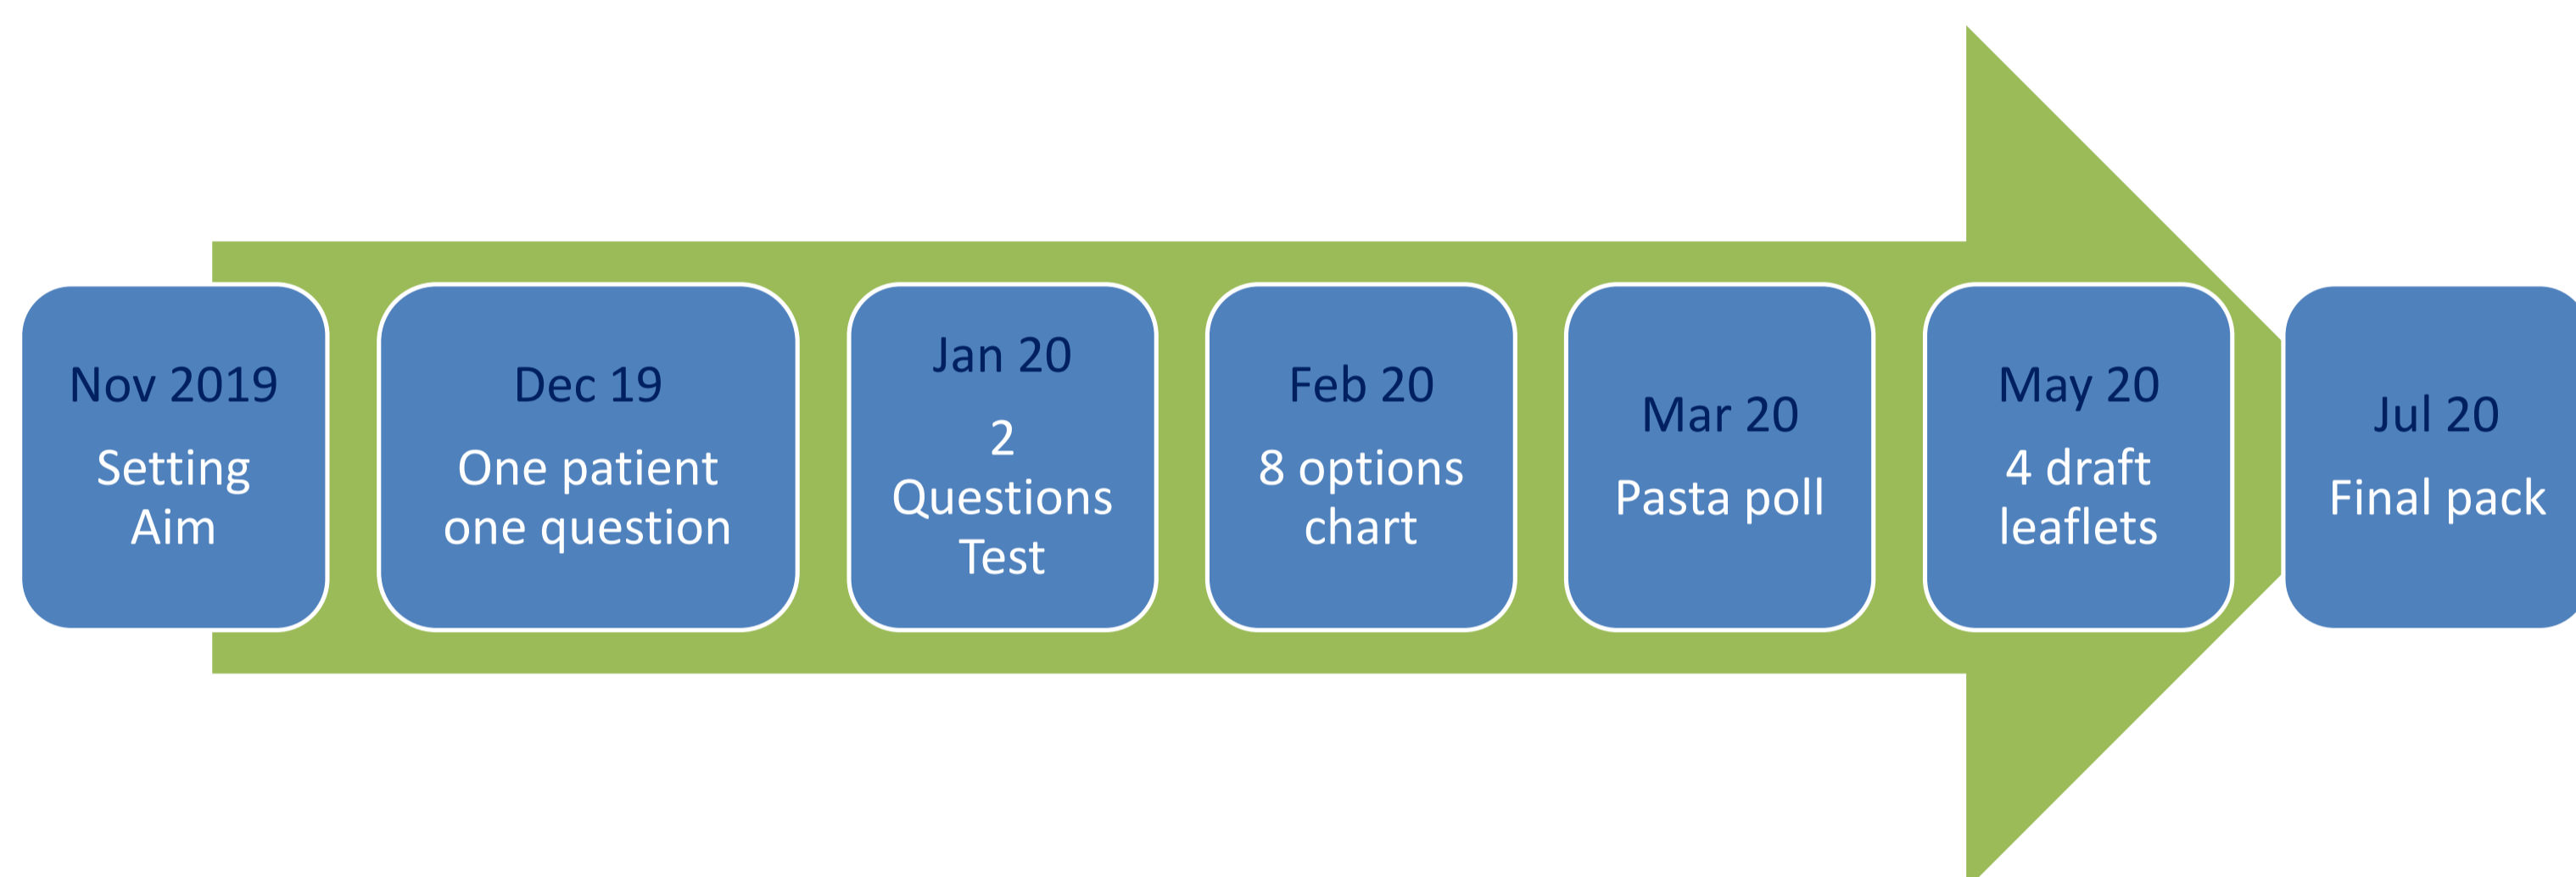 Nov 2019
Setting
Aim
Dec 19
One patient
one question
Jan 20
2
Questions
Test
Feb 20
8 options
chart
Mar 20
Pasta poll
May 20
4 draft
leaflets
Jul 20
Final pack